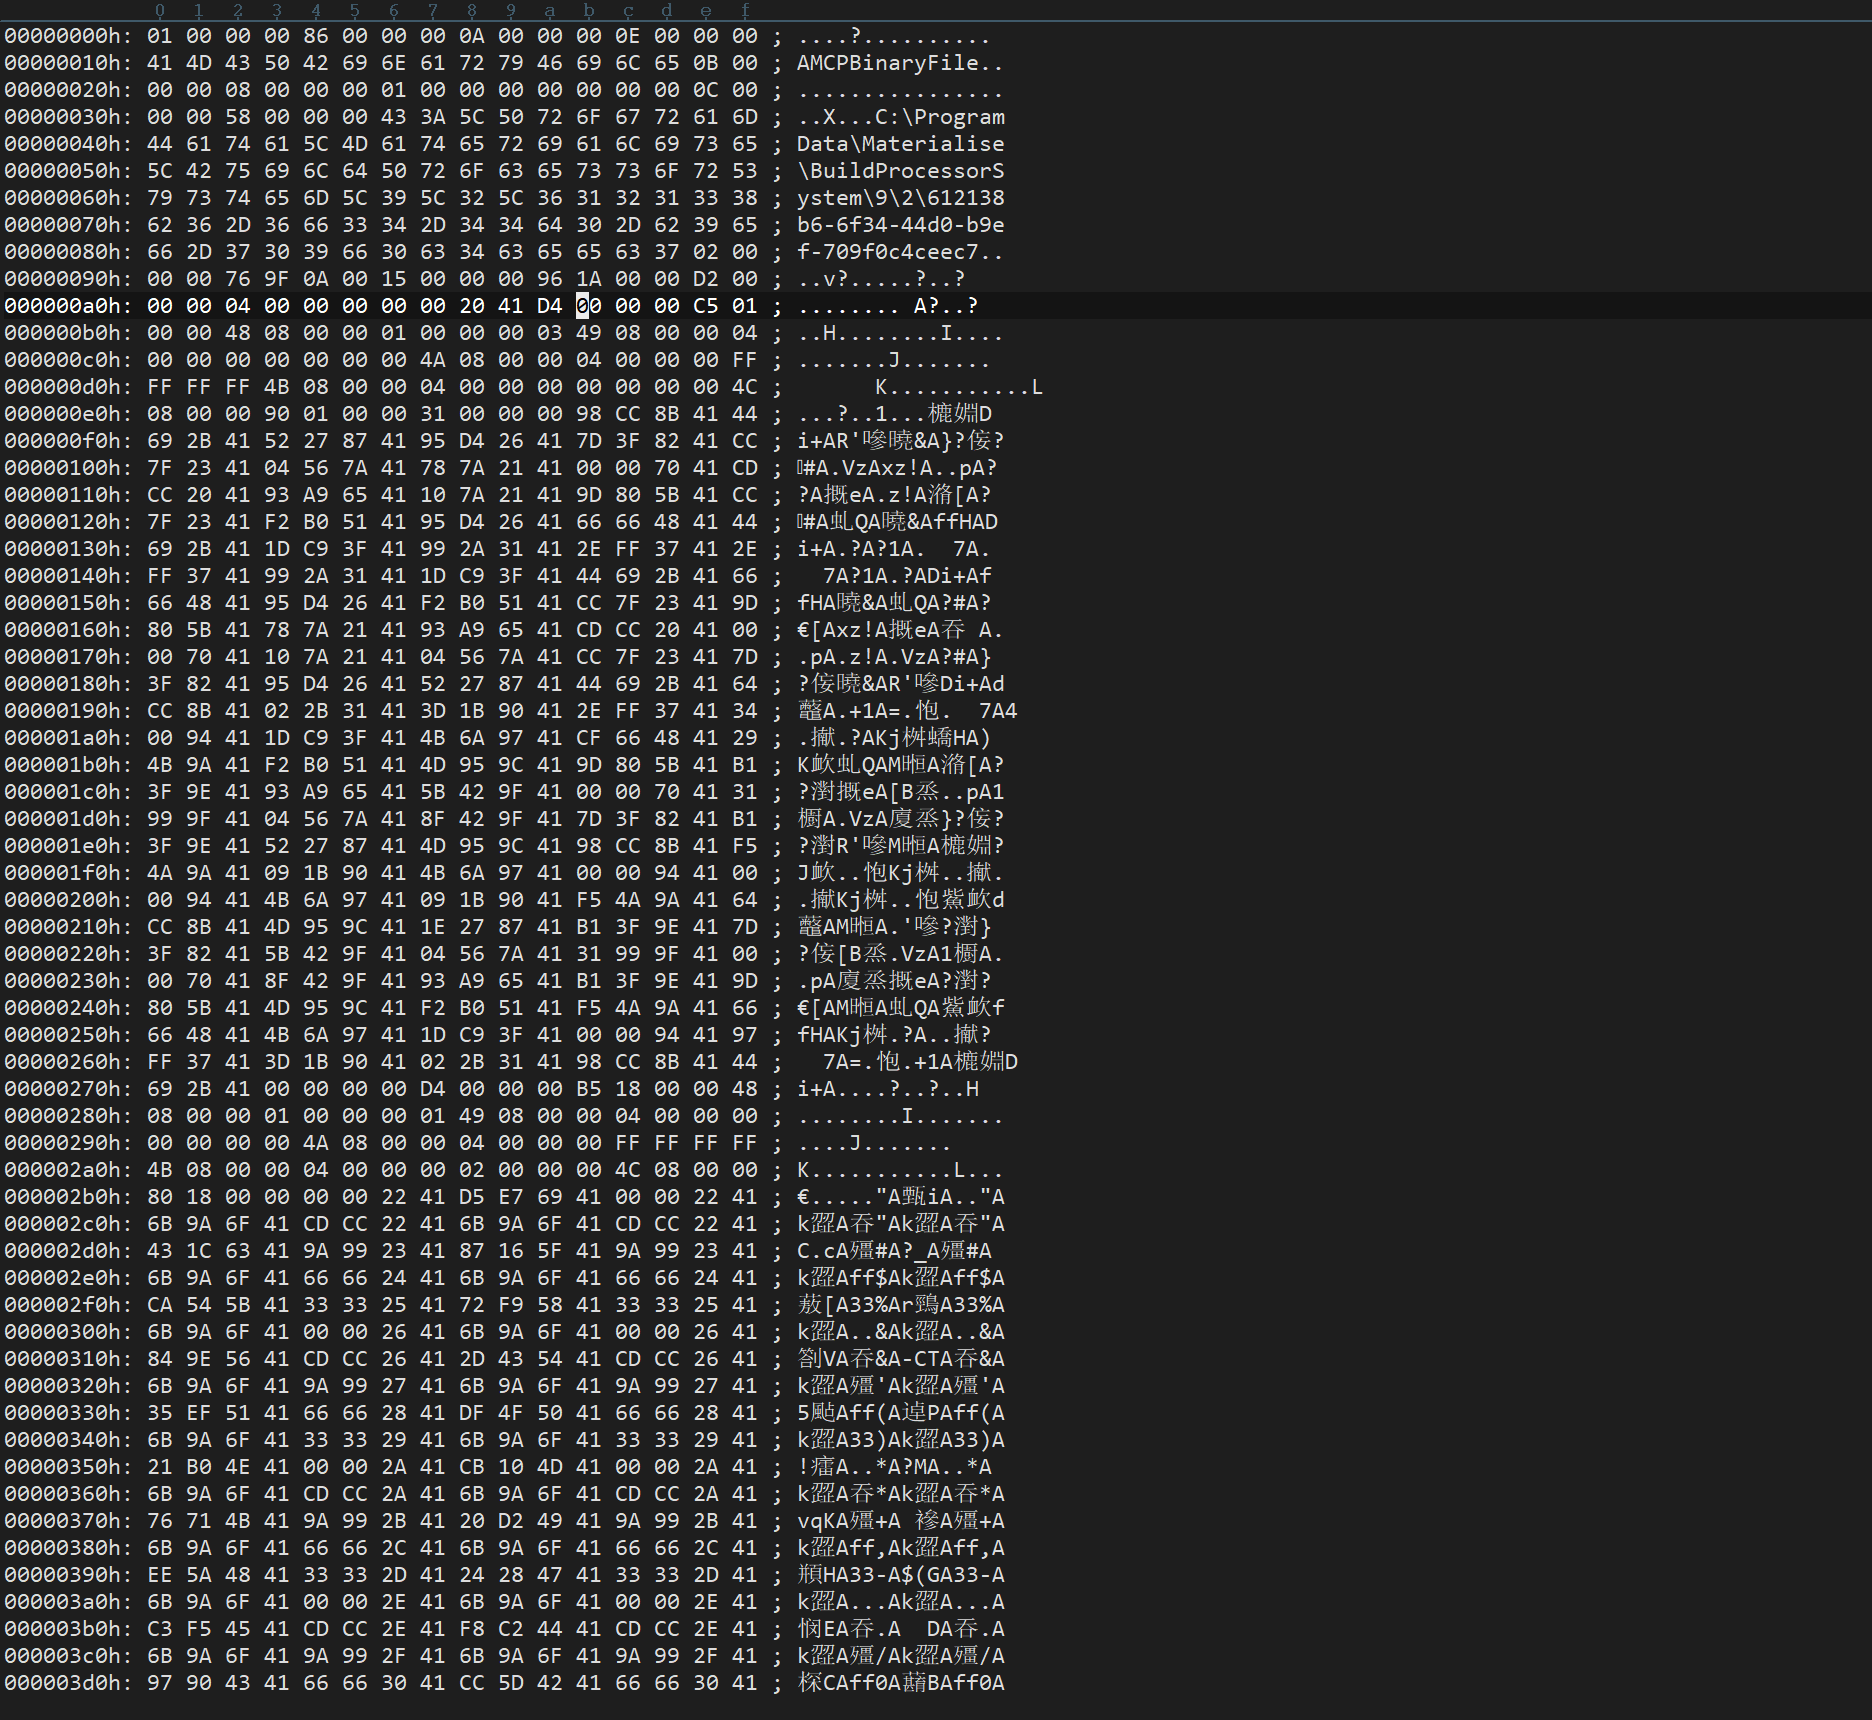 0 1 2 3 4 5 6 7 8 9 a b c d e f
00000000h: 01 00 00 00 86 00 00 00 0A 00 00 00 0E 00 00 00 ; ....?..........
00000010h: 41 4D 43 50 42 69 6E 61 72 79 46 69 6C 65 0B 00 ; AMCPBinaryFile..
00000020h: 00 00 08 00 00 00 01 00 00 00 00 00 00 00 0C 00 ; ................
00000030h: 00 00 58 00 00 00 43 3A 5C 50 72 6F 67 72 61 6D ; ..X...C:\Program
00000040h: 44 61 74 61 5C 4D 61 74 65 72 69 61 6C 69 73 65 ; Data\Materialise
00000050h: 5C 42 75 69 6C 64 50 72 6F 63 65 73 73 6F 72 53 ; \BuildProcessorS
00000060h: 79 73 74 65 6D 5C 39 5C 32 5C 36 31 32 31 33 38 ; ystem\9\2\612138
00000070h: 62 36 2D 36 66 33 34 2D 34 34 64 30 2D 62 39 65 ; b6-6f34-44d0-b9e
00000080h: 66 2D 37 30 39 66 30 63 34 63 65 65 63 37 02 00 ; f-709f0c4ceec7..
00000090h: 00 00 76 9F 0A 00 15 00 00 00 96 1A 00 00 D2 00 ; ..v?.....?..?
000000a0h: 00 00 04 00 00 00 00 00 20 41 D4 00 00 00 C5 01 ; ........ A?..?
000000b0h: 00 00 48 08 00 00 01 00 00 00 03 49 08 00 00 04 ; ..H........I....
000000c0h: 00 00 00 00 00 00 00 4A 08 00 00 04 00 00 00 FF ; .......J.......
000000d0h: FF FF FF 4B 08 00 00 04 00 00 00 00 00 00 00 4C ; K...........L
000000e0h: 08 00 00 90 01 00 00 31 00 00 00 98 CC 8B 41 44 ; ...?..1...樚婣D
000000f0h: 69 2B 41 52 27 87 41 95 D4 26 41 7D 3F 82 41 CC ; i+AR'嘇曉&A}?侫?
00000100h: 7F 23 41 04 56 7A 41 78 7A 21 41 00 00 70 41 CD ; #A.VzAxz!A..pA?
00000110h: CC 20 41 93 A9 65 41 10 7A 21 41 9D 80 5B 41 CC ; ?A摡eA.z!A潃[A?
00000120h: 7F 23 41 F2 B0 51 41 95 D4 26 41 66 66 48 41 44 ; #A虬QA曉&AffHAD
00000130h: 69 2B 41 1D C9 3F 41 99 2A 31 41 2E FF 37 41 2E ; i+A.?A?1A.  7A.
00000140h: FF 37 41 99 2A 31 41 1D C9 3F 41 44 69 2B 41 66 ; 7A?1A.?ADi+Af
00000150h: 66 48 41 95 D4 26 41 F2 B0 51 41 CC 7F 23 41 9D ; fHA曉&A虬QA?#A?
00000160h: 80 5B 41 78 7A 21 41 93 A9 65 41 CD CC 20 41 00 ; €[Axz!A摡eA吞 A.
00000170h: 00 70 41 10 7A 21 41 04 56 7A 41 CC 7F 23 41 7D ; .pA.z!A.VzA?#A}
00000180h: 3F 82 41 95 D4 26 41 52 27 87 41 44 69 2B 41 64 ; ?侫曉&AR'嘇Di+Ad
00000190h: CC 8B 41 02 2B 31 41 3D 1B 90 41 2E FF 37 41 34 ; 虌A.+1A=.怉.  7A4
000001a0h: 00 94 41 1D C9 3F 41 4B 6A 97 41 CF 66 48 41 29 ; .擜.?AKj桝蟜HA)
000001b0h: 4B 9A 41 F2 B0 51 41 4D 95 9C 41 9D 80 5B 41 B1 ; K欰虬QAM暅A潃[A?
000001c0h: 3F 9E 41 93 A9 65 41 5B 42 9F 41 00 00 70 41 31 ; ?濧摡eA[B烝..pA1
000001d0h: 99 9F 41 04 56 7A 41 8F 42 9F 41 7D 3F 82 41 B1 ; 櫉A.VzA廈烝}?侫?
000001e0h: 3F 9E 41 52 27 87 41 4D 95 9C 41 98 CC 8B 41 F5 ; ?濧R'嘇M暅A樚婣?
000001f0h: 4A 9A 41 09 1B 90 41 4B 6A 97 41 00 00 94 41 00 ; J欰..怉Kj桝..擜.
00000200h: 00 94 41 4B 6A 97 41 09 1B 90 41 F5 4A 9A 41 64 ; .擜Kj桝..怉鮆欰d
00000210h: CC 8B 41 4D 95 9C 41 1E 27 87 41 B1 3F 9E 41 7D ; 虌AM暅A.'嘇?濧}
00000220h: 3F 82 41 5B 42 9F 41 04 56 7A 41 31 99 9F 41 00 ; ?侫[B烝.VzA1櫉A.
00000230h: 00 70 41 8F 42 9F 41 93 A9 65 41 B1 3F 9E 41 9D ; .pA廈烝摡eA?濧?
00000240h: 80 5B 41 4D 95 9C 41 F2 B0 51 41 F5 4A 9A 41 66 ; €[AM暅A虬QA鮆欰f
00000250h: 66 48 41 4B 6A 97 41 1D C9 3F 41 00 00 94 41 97 ; fHAKj桝.?A..擜?
00000260h: FF 37 41 3D 1B 90 41 02 2B 31 41 98 CC 8B 41 44 ; 7A=.怉.+1A樚婣D
00000270h: 69 2B 41 00 00 00 00 D4 00 00 00 B5 18 00 00 48 ; i+A....?..?..H
00000280h: 08 00 00 01 00 00 00 01 49 08 00 00 04 00 00 00 ; ........I.......
00000290h: 00 00 00 00 4A 08 00 00 04 00 00 00 FF FF FF FF ; ....J.......
000002a0h: 4B 08 00 00 04 00 00 00 02 00 00 00 4C 08 00 00 ; K...........L...
000002b0h: 80 18 00 00 00 00 22 41 D5 E7 69 41 00 00 22 41 ; €....."A甄iA.."A
000002c0h: 6B 9A 6F 41 CD CC 22 41 6B 9A 6F 41 CD CC 22 41 ; k歰A吞"Ak歰A吞"A
000002d0h: 43 1C 63 41 9A 99 23 41 87 16 5F 41 9A 99 23 41 ; C.cA殭#A?_A殭#A
000002e0h: 6B 9A 6F 41 66 66 24 41 6B 9A 6F 41 66 66 24 41 ; k歰Aff$Ak歰Aff$A
000002f0h: CA 54 5B 41 33 33 25 41 72 F9 58 41 33 33 25 41 ; 蔜[A33%Ar鵛A33%A
00000300h: 6B 9A 6F 41 00 00 26 41 6B 9A 6F 41 00 00 26 41 ; k歰A..&Ak歰A..&A
00000310h: 84 9E 56 41 CD CC 26 41 2D 43 54 41 CD CC 26 41 ; 劄VA吞&A-CTA吞&A
00000320h: 6B 9A 6F 41 9A 99 27 41 6B 9A 6F 41 9A 99 27 41 ; k歰A殭'Ak歰A殭'A
00000330h: 35 EF 51 41 66 66 28 41 DF 4F 50 41 66 66 28 41 ; 5颭Aff(A逴PAff(A
00000340h: 6B 9A 6F 41 33 33 29 41 6B 9A 6F 41 33 33 29 41 ; k歰A33)Ak歰A33)A
00000350h: 21 B0 4E 41 00 00 2A 41 CB 10 4D 41 00 00 2A 41 ; !癗A..*A?MA..*A
00000360h: 6B 9A 6F 41 CD CC 2A 41 6B 9A 6F 41 CD CC 2A 41 ; k歰A吞*Ak歰A吞*A
00000370h: 76 71 4B 41 9A 99 2B 41 20 D2 49 41 9A 99 2B 41 ; vqKA殭+A 襂A殭+A
00000380h: 6B 9A 6F 41 66 66 2C 41 6B 9A 6F 41 66 66 2C 41 ; k歰Aff,Ak歰Aff,A
00000390h: EE 5A 48 41 33 33 2D 41 24 28 47 41 33 33 2D 41 ; 頩HA33-A$(GA33-A
000003a0h: 6B 9A 6F 41 00 00 2E 41 6B 9A 6F 41 00 00 2E 41 ; k歰A...Ak歰A...A
000003b0h: C3 F5 45 41 CD CC 2E 41 F8 C2 44 41 CD CC 2E 41 ; 悯EA吞.A  DA吞.A
000003c0h: 6B 9A 6F 41 9A 99 2F 41 6B 9A 6F 41 9A 99 2F 41 ; k歰A殭/Ak歰A殭/A
000003d0h: 97 90 43 41 66 66 30 41 CC 5D 42 41 66 66 30 41 ; 棎CAff0A蘛BAff0A